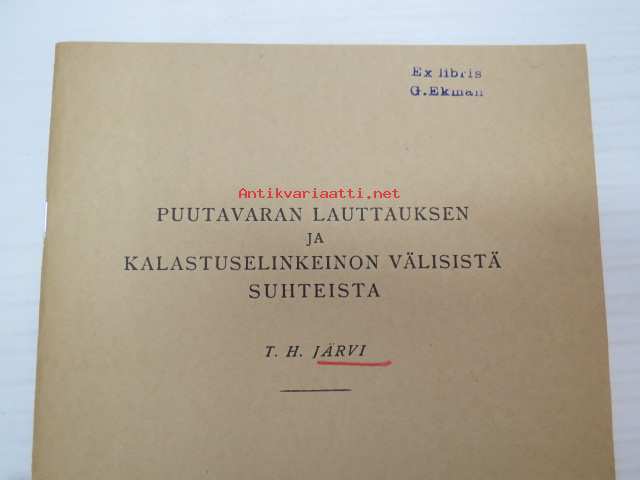 Ex libris
G.Ekman
Antikvariaatti.net
PUUTAVARAN LAUTTAUKSEN
JA
KALASTUSELINKEINON VÄLISISTÄ
SUHTEISTA
T. H. JÄRVI